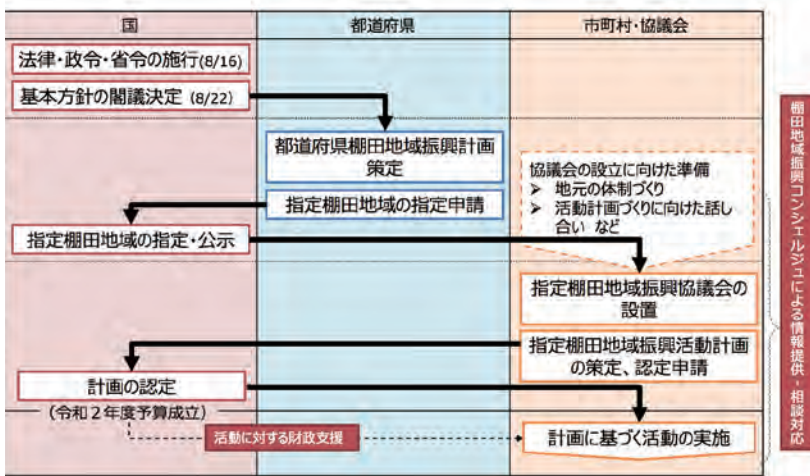 国
都道府県
市町村・協議会
法律・政令・省令の施行(8/16)
基本方針の閣議決定 (8/22)
都道府県棚田地域振興計画
策定
協議会の設立に向けた準備
➢ 地元の体制づくり
➢ 活動計画づくりに向けた話し
合い など
指定棚田地域の指定申請
指定棚田地域の指定・公示
指定棚田地域振興協議会の
設置
指定棚田地域振興活動計画
の策定、認定申請
計画の認定
(令和2年度予算成立)
活動に対する財政支援
計画に基づく活動の実施
棚田地域振興コンシェルジュによる情報提供・相談対応